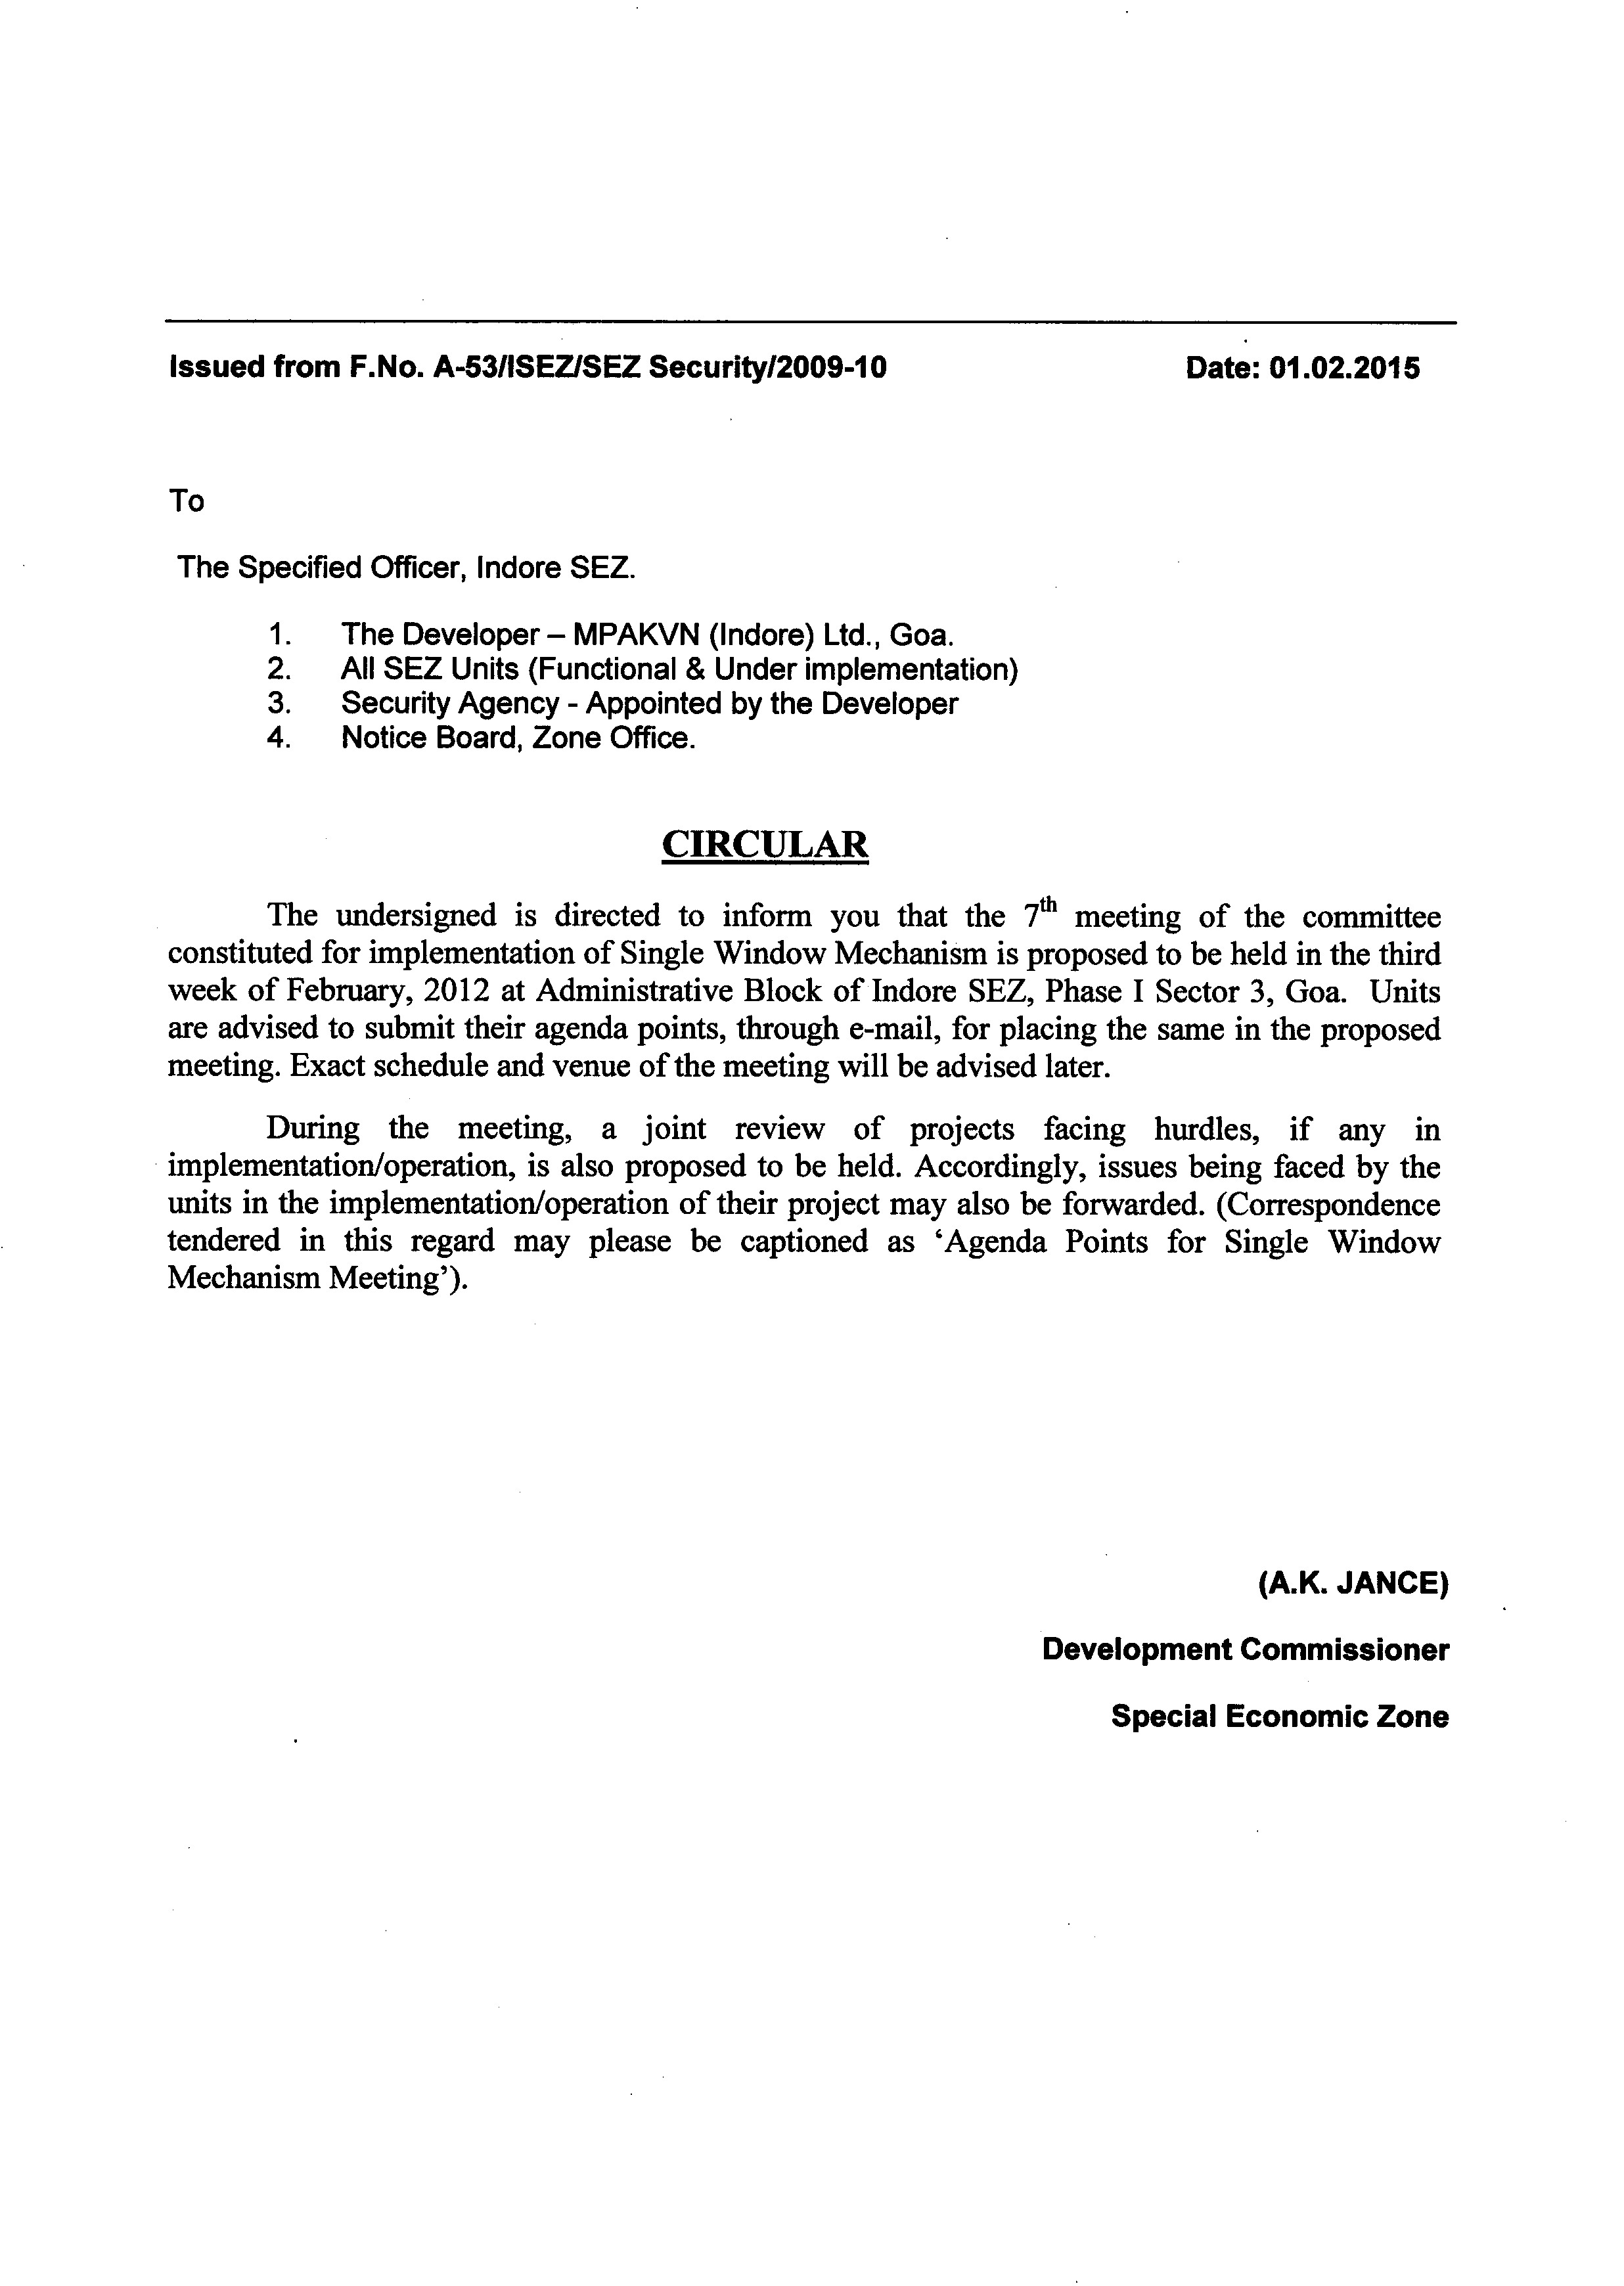 Issued from F.No. A-53/ISEZ/SEZ Security/2009-10 Date: 01.02.2015
To
The Specified Officer, Indore SEZ.
1. The Developer – MPAKVN (Indore) Ltd., Goa.
2. All SEZ Units (Functional & Under implementation)
3. Security Agency - Appointed by the Developer
4. Notice Board, Zone Office.
CIRCULAR
The undersigned is directed to inform you that the 7th meeting of the committee
constituted for implementation of Single Window Mechanism is proposed to be held in the third
week of February, 2012 at Administrative Block of Indore SEZ, Phase I Sector 3, Goa. Units
are advised to submit their agenda points, through e-mail, for placing the same in the proposed
meeting. Exact schedule and venue of the meeting will be advised later.
During the meeting, a joint review of projects facing hurdles, if any in
implementation/operation, is also proposed to be held. Accordingly, issues being faced by the
units in the implementation/operation of their project may also be forwarded. (Correspondence
tendered in this regard may please be captioned as ‘Agenda Points for Single Window
Mechanism Meeting’).
(A.K. JANCE)
Development Commissioner
Special Economic Zone